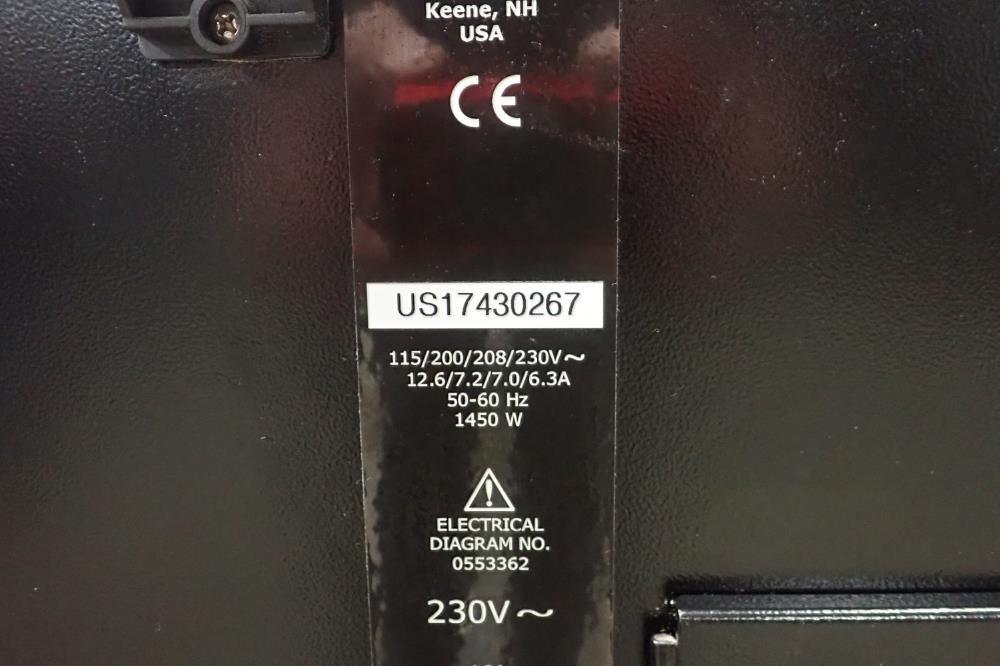 Keene, NH
USA
CE
US17430267
115/200/208/230V~
12.6/7.2/7.0/6.3A
50-60 Hz
1450 W
ELECTRICAL
DIAGRAM NO.
0553362
230V~